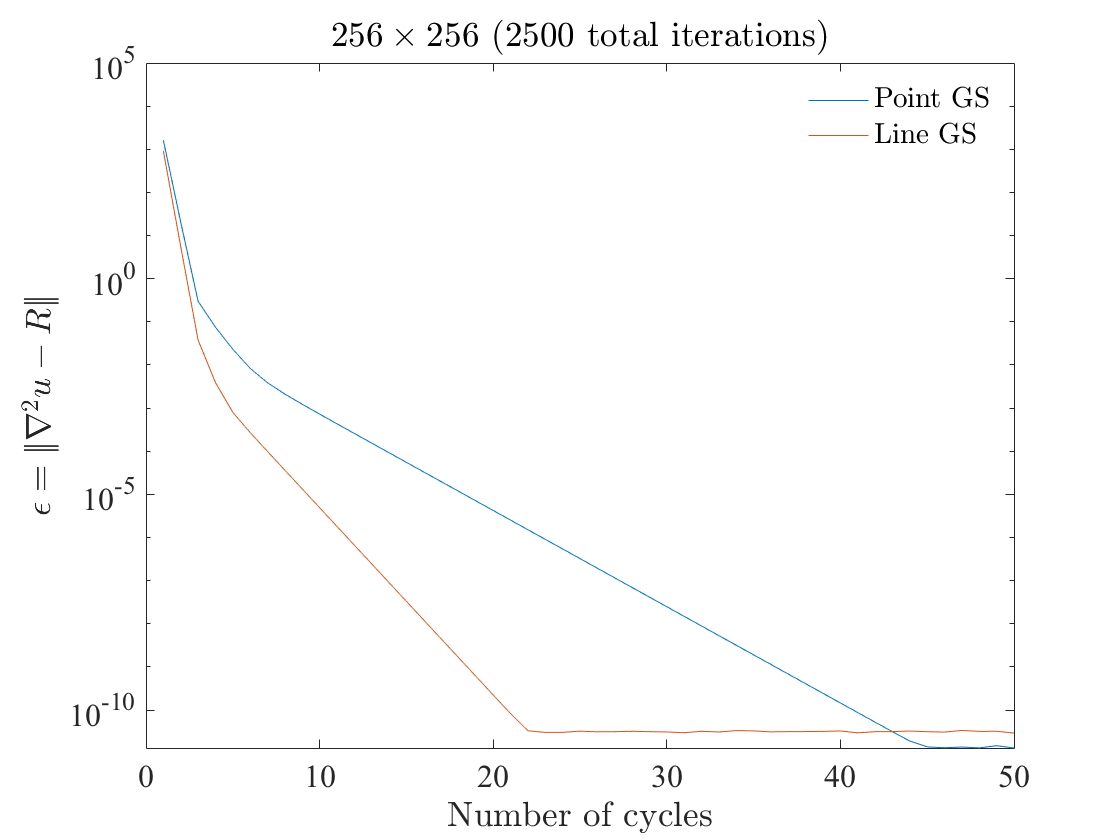 256 × 256 (2500 total iterations)
10^5
10^0
10^-5
10^-10
ϵ = ‖∇²u − R‖
Point GS
Line GS
0 10 20 30 40 50
Number of cycles